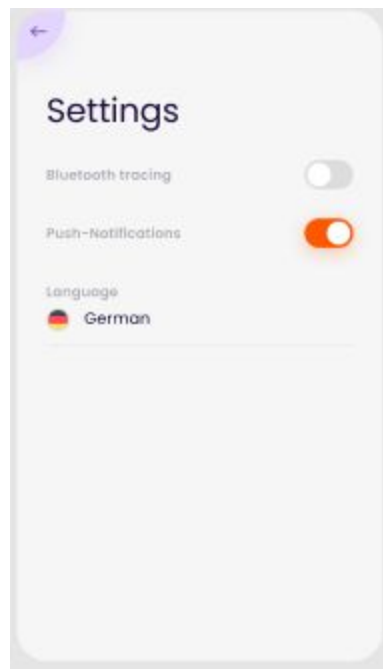 Settings
Bluetooth tracing
Push-Notifications
Language
German